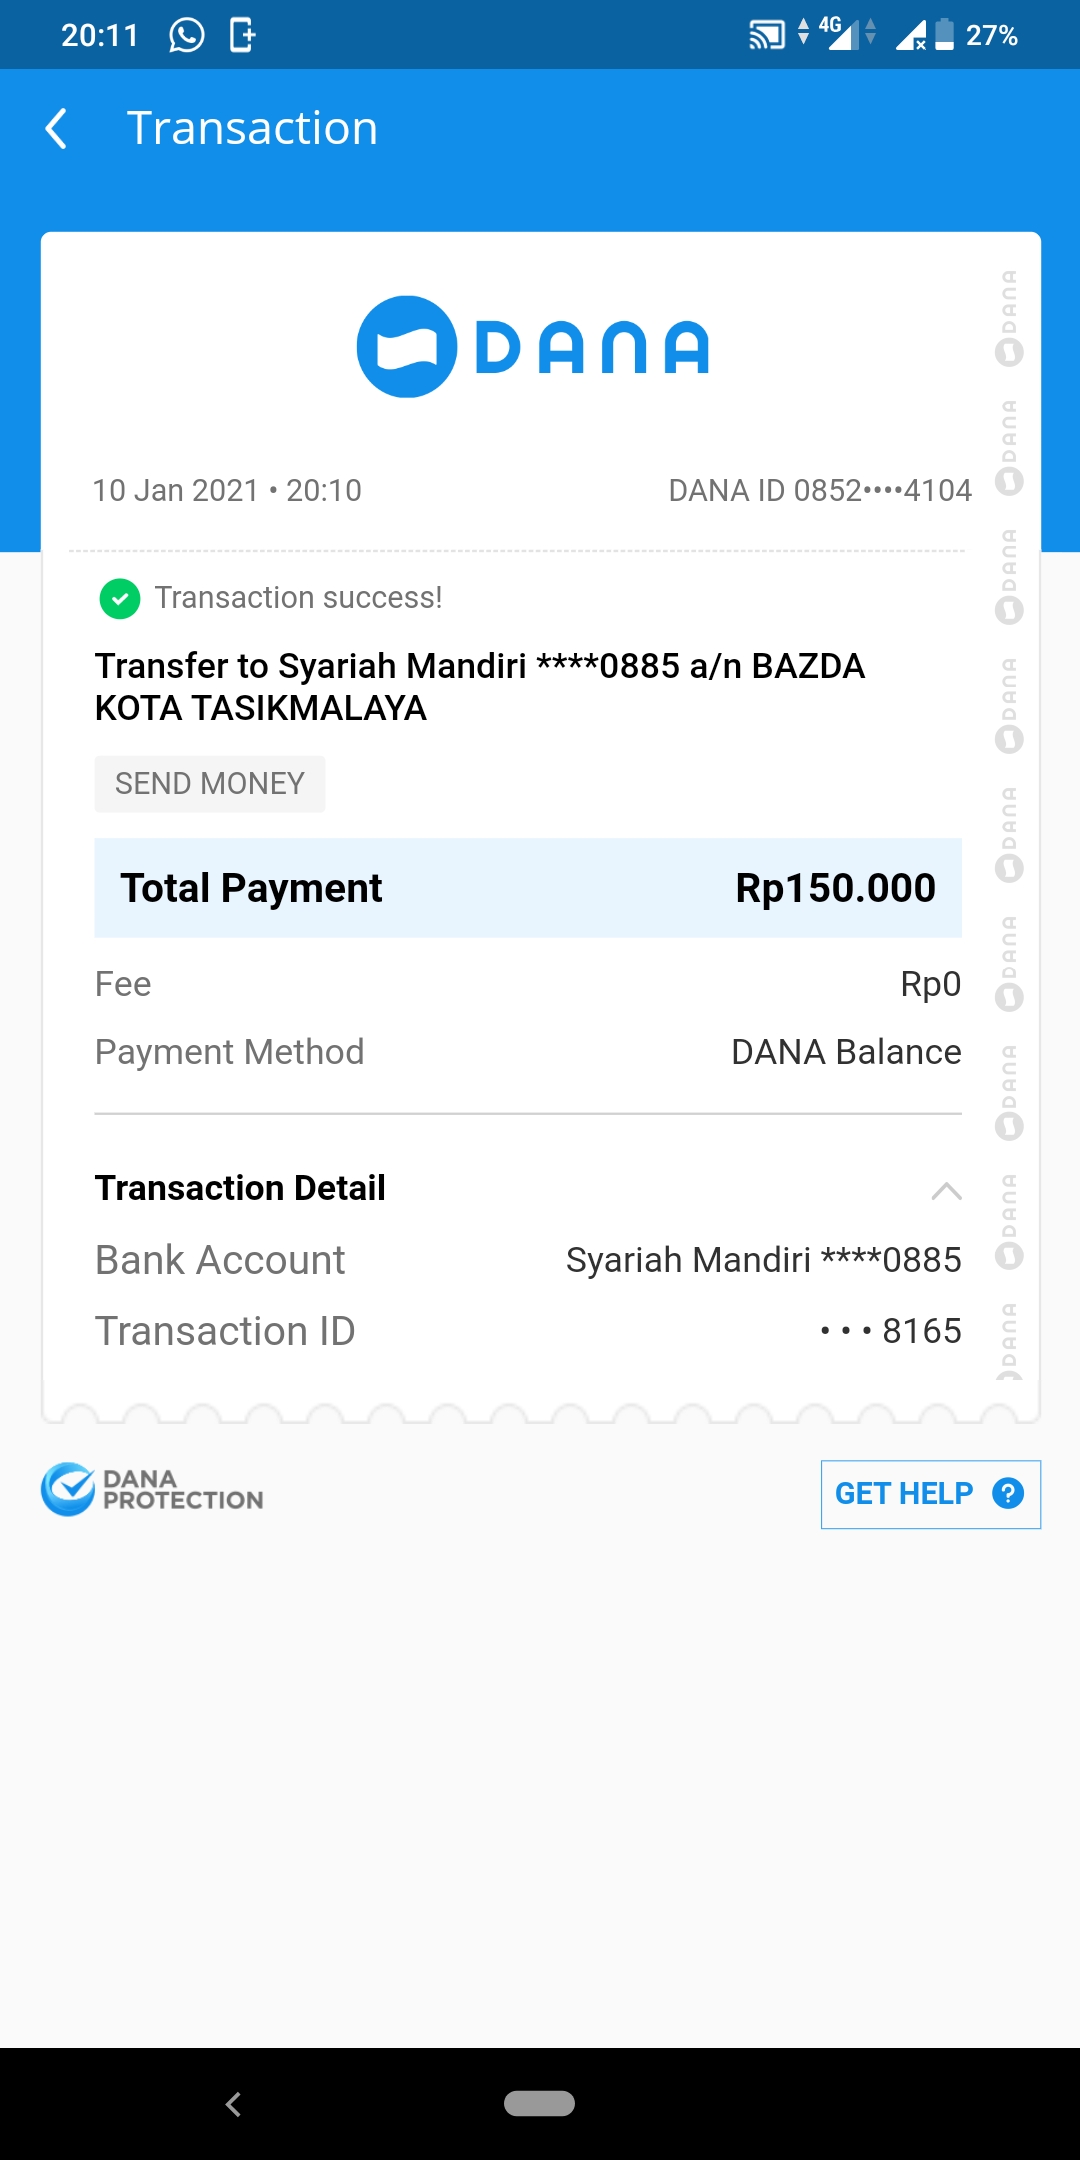 20:11 4G 27%
Transaction
DANA
10 Jan 2021 • 20:10 DANA ID 0852••••4104
Transaction success!
Transfer to Syariah Mandiri ****0885 a/n BAZDA
KOTA TASIKMALAYA
SEND MONEY
Total Payment Rp150.000
Fee Rp0
Payment Method DANA Balance
Transaction Detail
Bank Account Syariah Mandiri ****0885
Transaction ID • • • 8165
DANA
DANA
DANA
DANA
DANA
DANA
DANA
DANA
DANA
DANA
PROTECTION
GET HELP ?